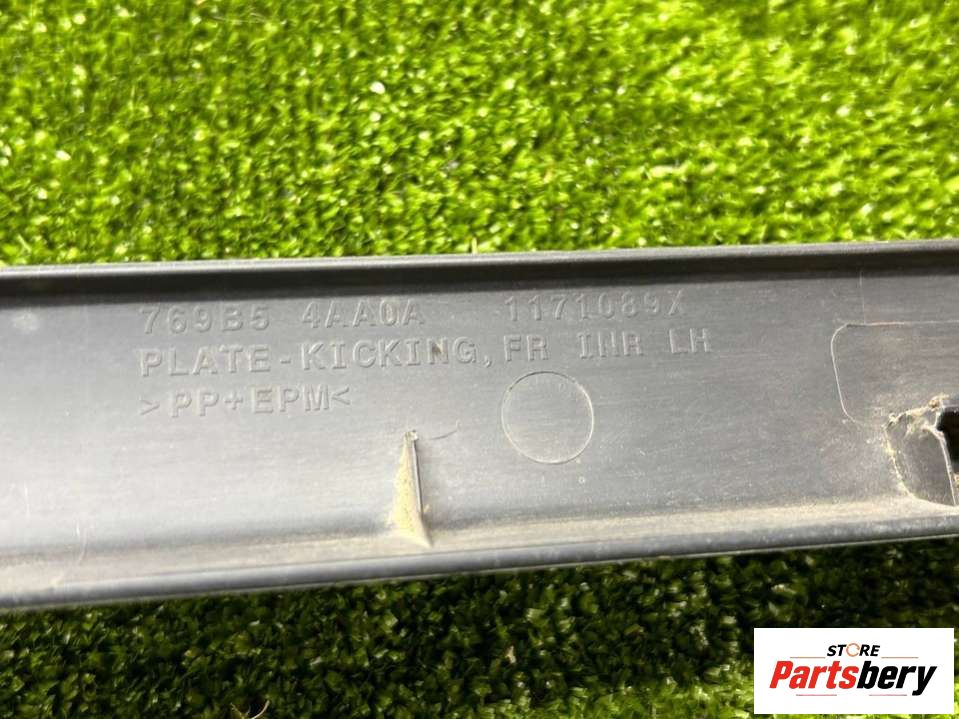 769B5 4AA0A 1171089X
PLATE-KICKING, FR INR LH
>PP+EPM<
STORE
Partsbery